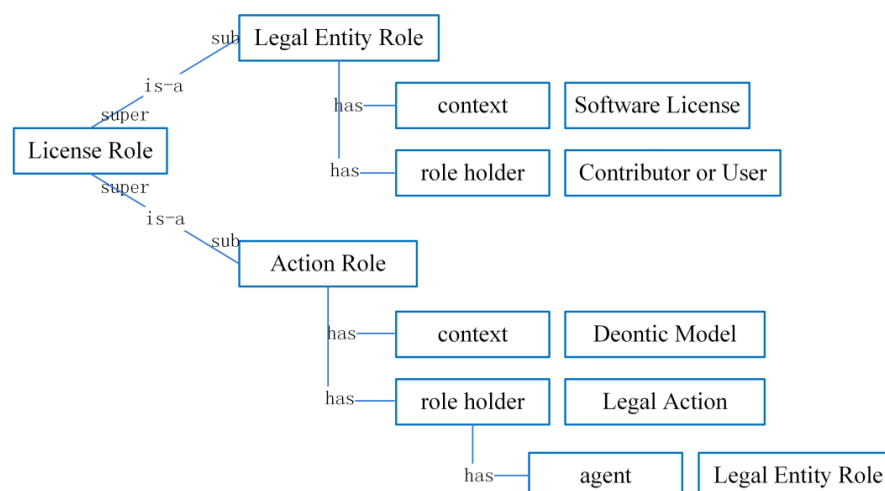 sub Legal Entity Role
is-a
has context Software License
super
License Role
has role holder Contributor or User
super
is-a
sub
Action Role
has context Deontic Model
has role holder Legal Action
has agent Legal Entity Role